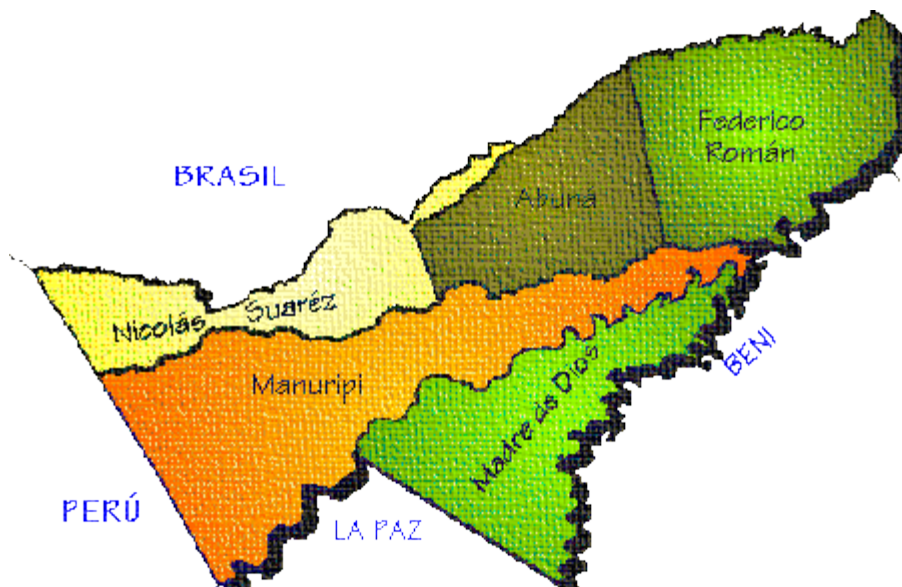 Federico
Román
BRASIL
Abuná
Nicolás Suaréz
Manuripi
BENI
Madre de Dios
PERÚ
LA PAZ